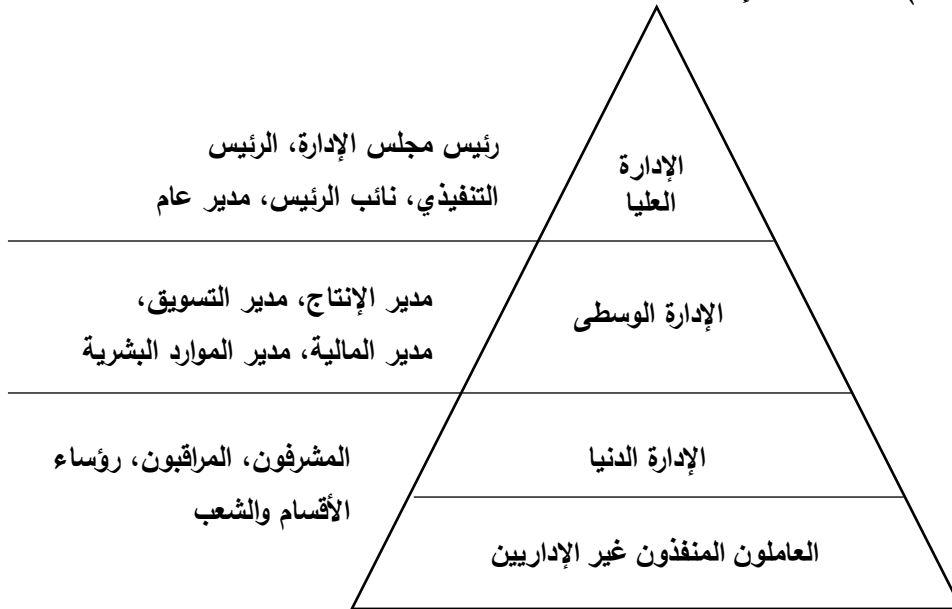 رئيس مجلس الإدارة، الرئيس
التنفيذي، نائب الرئيس، مدير عام
الإدارة
العليا
مدير الإنتاج، مدير التسويق،
مدير المالية، مدير الموارد البشرية
الإدارة الوسطى
المشرفون، المراقبون، رؤساء
الأقسام والشعب
الإدارة الدنيا
العاملون المنفذون غير الإداريين